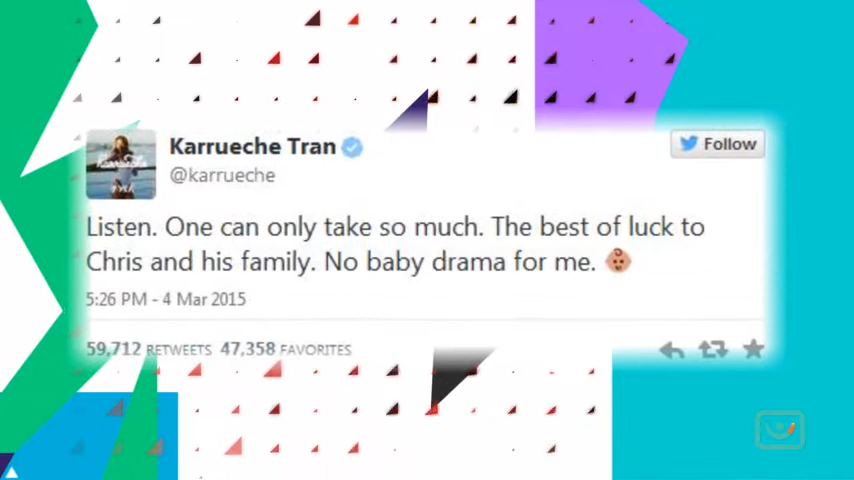 Karrueche Tran
Follow
@karrueche
Listen. One can only take so much. The best of luck to
Chris and his family. No baby drama for me. 👶
5:26 PM - 4 Mar 2015
59,712 RETWEETS 47,358 FAVORITES